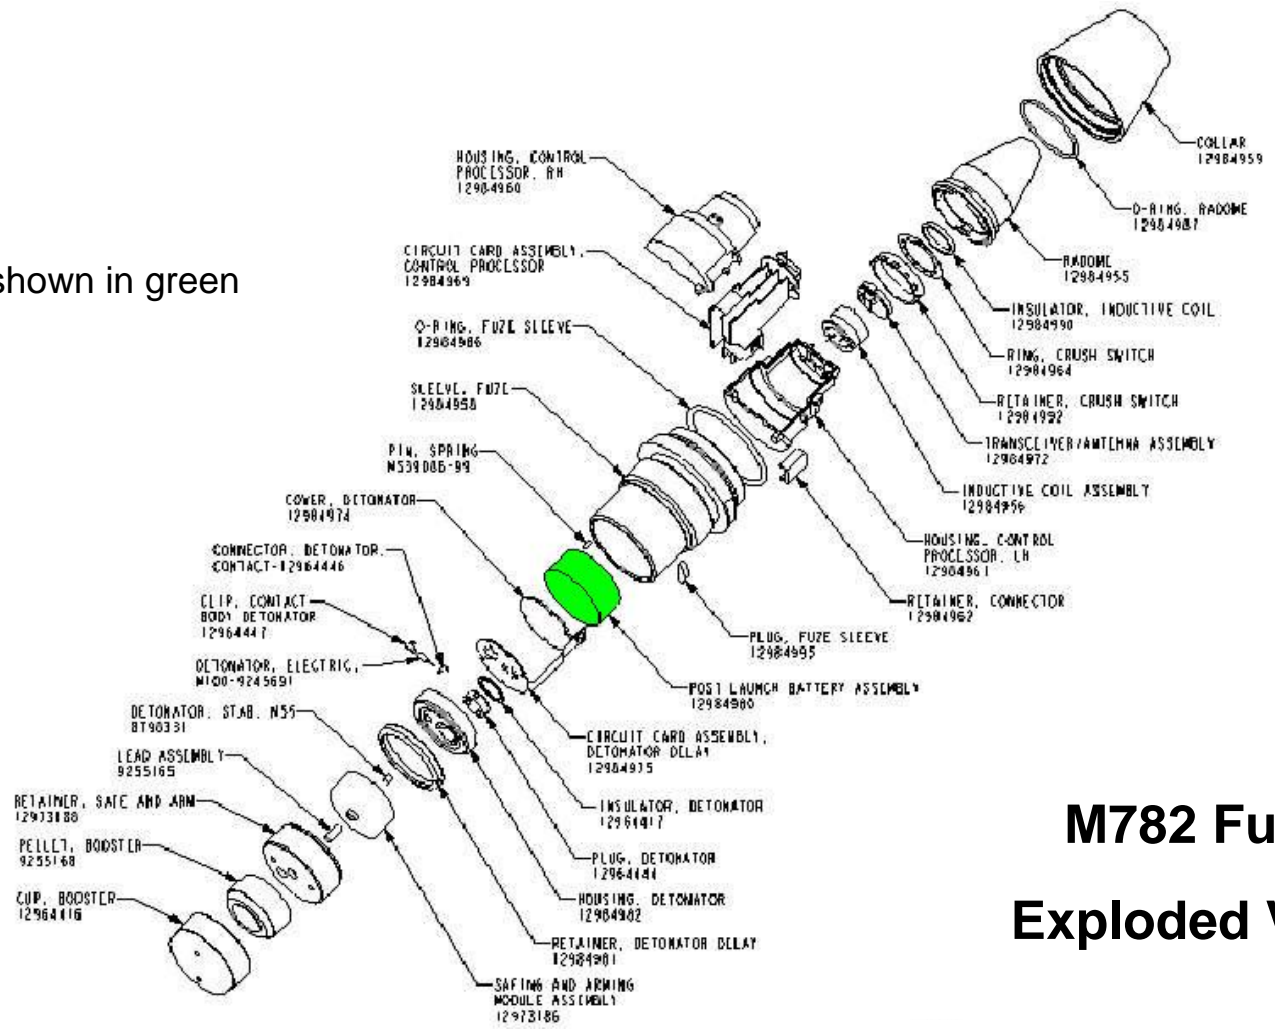 COLLAR
12984959
O-RING, RADOME
12984987
RADOME
12984955
INSULATOR, INDUCTIVE COIL
12984990
RING, CRUSH SWITCH
12984964
RETAINER, CRUSH SWITCH
12984992
TRANSCEIVER/ANTENNA ASSEMBLY
12984972
INDUCTIVE COIL ASSEMBLY
12984956
HOUSING, CONTROL
PROCESSOR, LH
12984961
RETAINER, CONNECTOR
12984962
PLUG, FUZE SLEEVE
12984995
POST LAUNCH BATTERY ASSEMBLY
12984980
CIRCUIT CARD ASSEMBLY,
DETONATOR DELAY
12984975
INSULATOR, DETONATOR
12964417
PLUG, DETONATOR
12964444
HOUSING, DETONATOR
12984982
RETAINER, DETONATOR DELAY
12984981
SAFING AND ARMING
MODULE ASSEMBLY
12973186
HOUSING, CONTROL
PROCESSOR, RH
12984960
CIRCUIT CARD ASSEMBLY,
CONTROL PROCESSOR
12984969
O-RING, FUZE SLEEVE
12984986
SLEEVE, FUZE
12984958
PIN, SPRING
COVER, DETONATOR
12984974
CONNECTOR, DETONATOR,
CONTACT-12964446
CLIP, CONTACT
BODY DETONATOR
12964447
DETONATOR, ELECTRIC,
M100-9245691
DETONATOR, STAB, M55
8798331
LEAD ASSEMBLY
9255165
RETAINER, SAFE AND ARM
12973188
PELLET, BOOSTER
9255168
CUP, BOOSTER
12964416
shown in green
M782 Fu
Exploded V